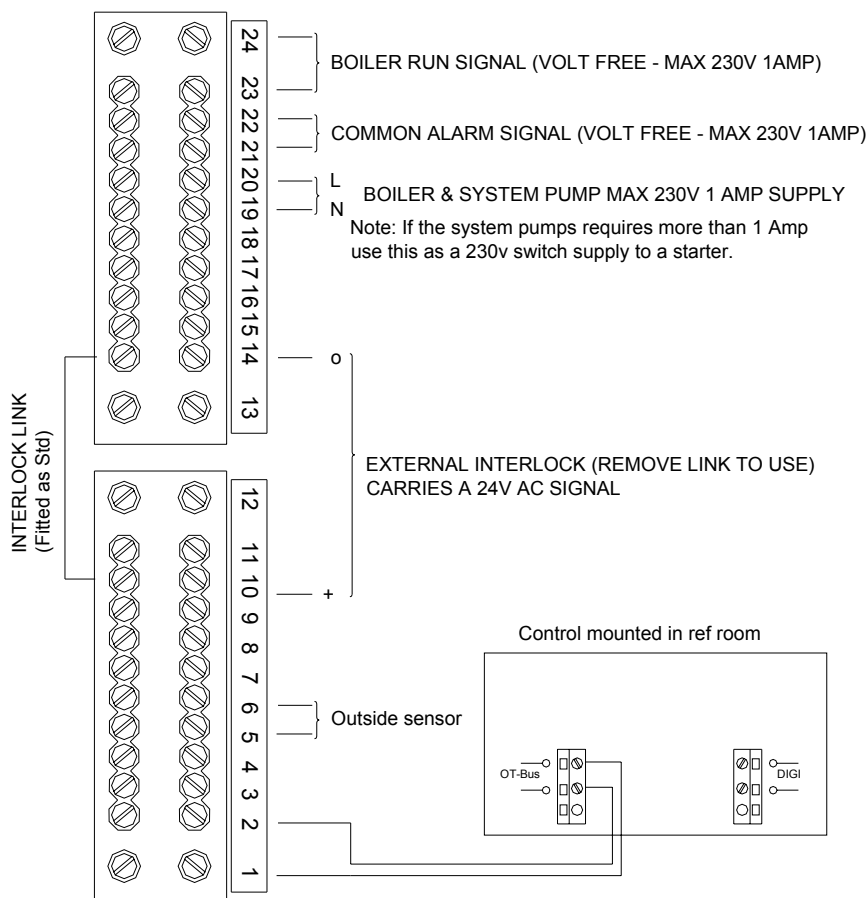 24
BOILER RUN SIGNAL (VOLT FREE - MAX 230V 1AMP)
23
22
COMMON ALARM SIGNAL (VOLT FREE - MAX 230V 1AMP)
21
20
L
BOILER & SYSTEM PUMP MAX 230V 1 AMP SUPPLY
19
N
Note: If the system pumps requires more than 1 Amp
use this as a 230v switch supply to a starter.
18
17
16
15
14
o
13
INTERLOCK LINK
(Fitted as Std)
EXTERNAL INTERLOCK (REMOVE LINK TO USE)
CARRIES A 24V AC SIGNAL
12
11
10
+
9
8
7
6
Outside sensor
5
4
3
2
1
Control mounted in ref room
OT-Bus
DIGI